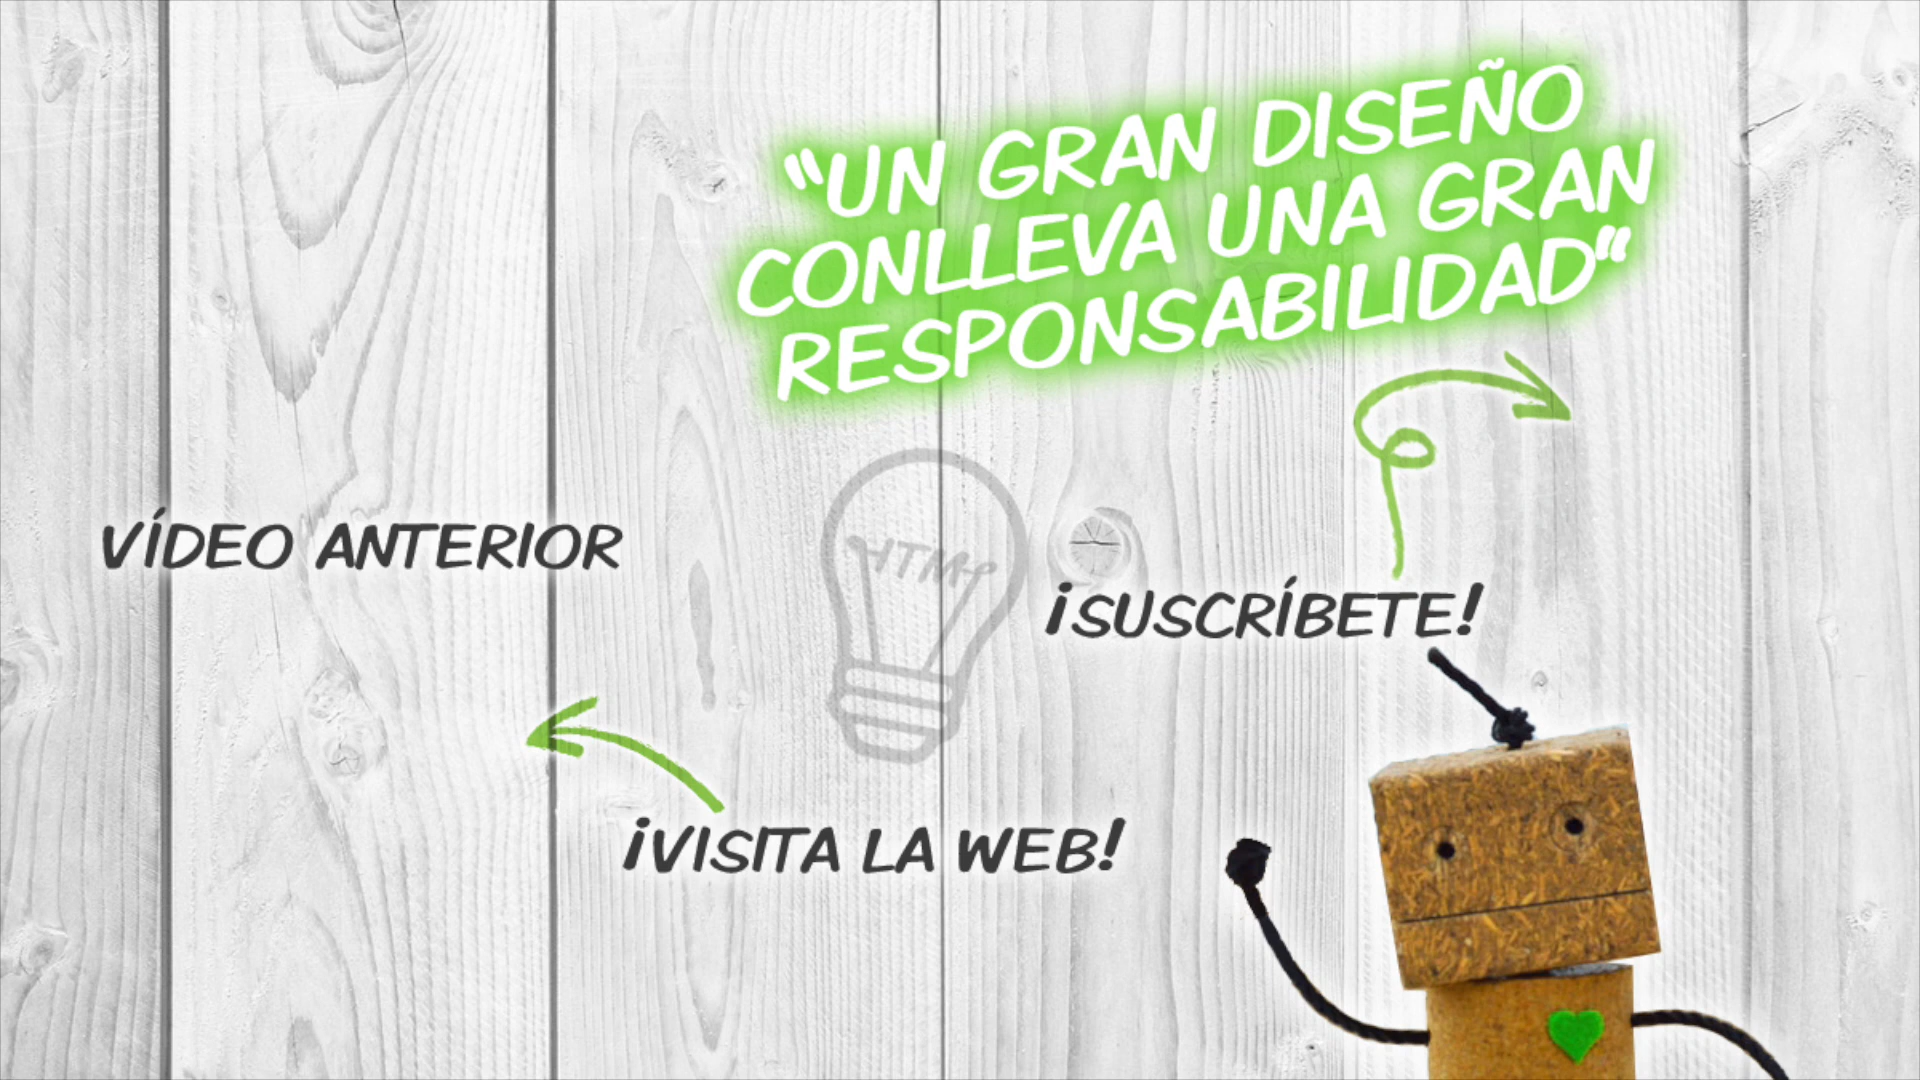 “UN GRAN DISEÑO
CONLLEVA UNA GRAN
RESPONSABILIDAD“
VÍDEO ANTERIOR
¡SUSCRÍBETE!
¡VISITA LA WEB!